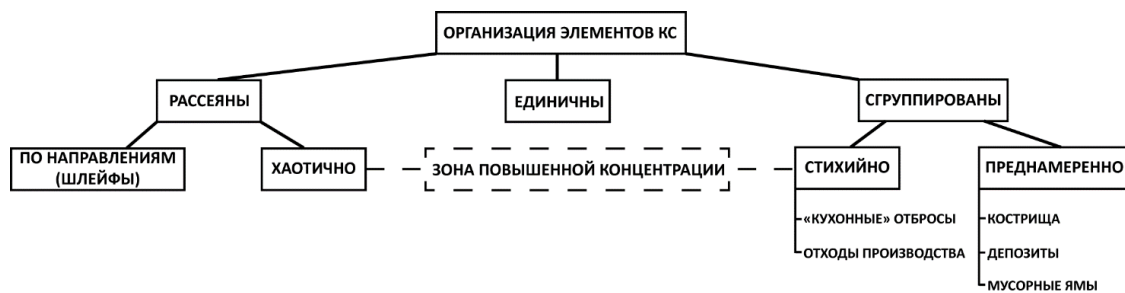 ОРГАНИЗАЦИЯ ЭЛЕМЕНТОВ КС
РАССЕЯНЫ
ЕДИНИЧНЫ
СГРУППИРОВАНЫ
ПО НАПРАВЛЕНИЯМ
(ШЛЕЙФЫ)
ХАОТИЧНО
ЗОНА ПОВЫШЕННОЙ КОНЦЕНТРАЦИИ
СТИХИЙНО
ПРЕДНАМЕРЕННО
«КУХОННЫЕ» ОТБРОСЫ
ОТХОДЫ ПРОИЗВОДСТВА
КОСТРИЩА
ДЕПОЗИТЫ
МУСОРНЫЕ ЯМЫ